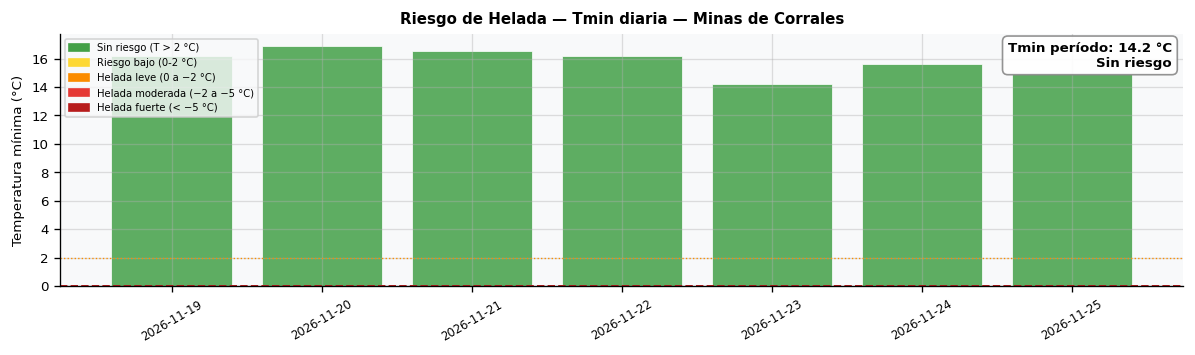 Riesgo de Helada — Tmin diaria — Minas de Corrales
Sin riesgo (T > 2 °C)
Riesgo bajo (0-2 °C)
Helada leve (0 a −2 °C)
Helada moderada (−2 a −5 °C)
Helada fuerte (< −5 °C)
Tmin período: 14.2 °C
Sin riesgo
Temperatura mínima (°C)
16
14
12
10
8
6
4
2
0
2026-11-19
2026-11-20
2026-11-21
2026-11-22
2026-11-23
2026-11-24
2026-11-25